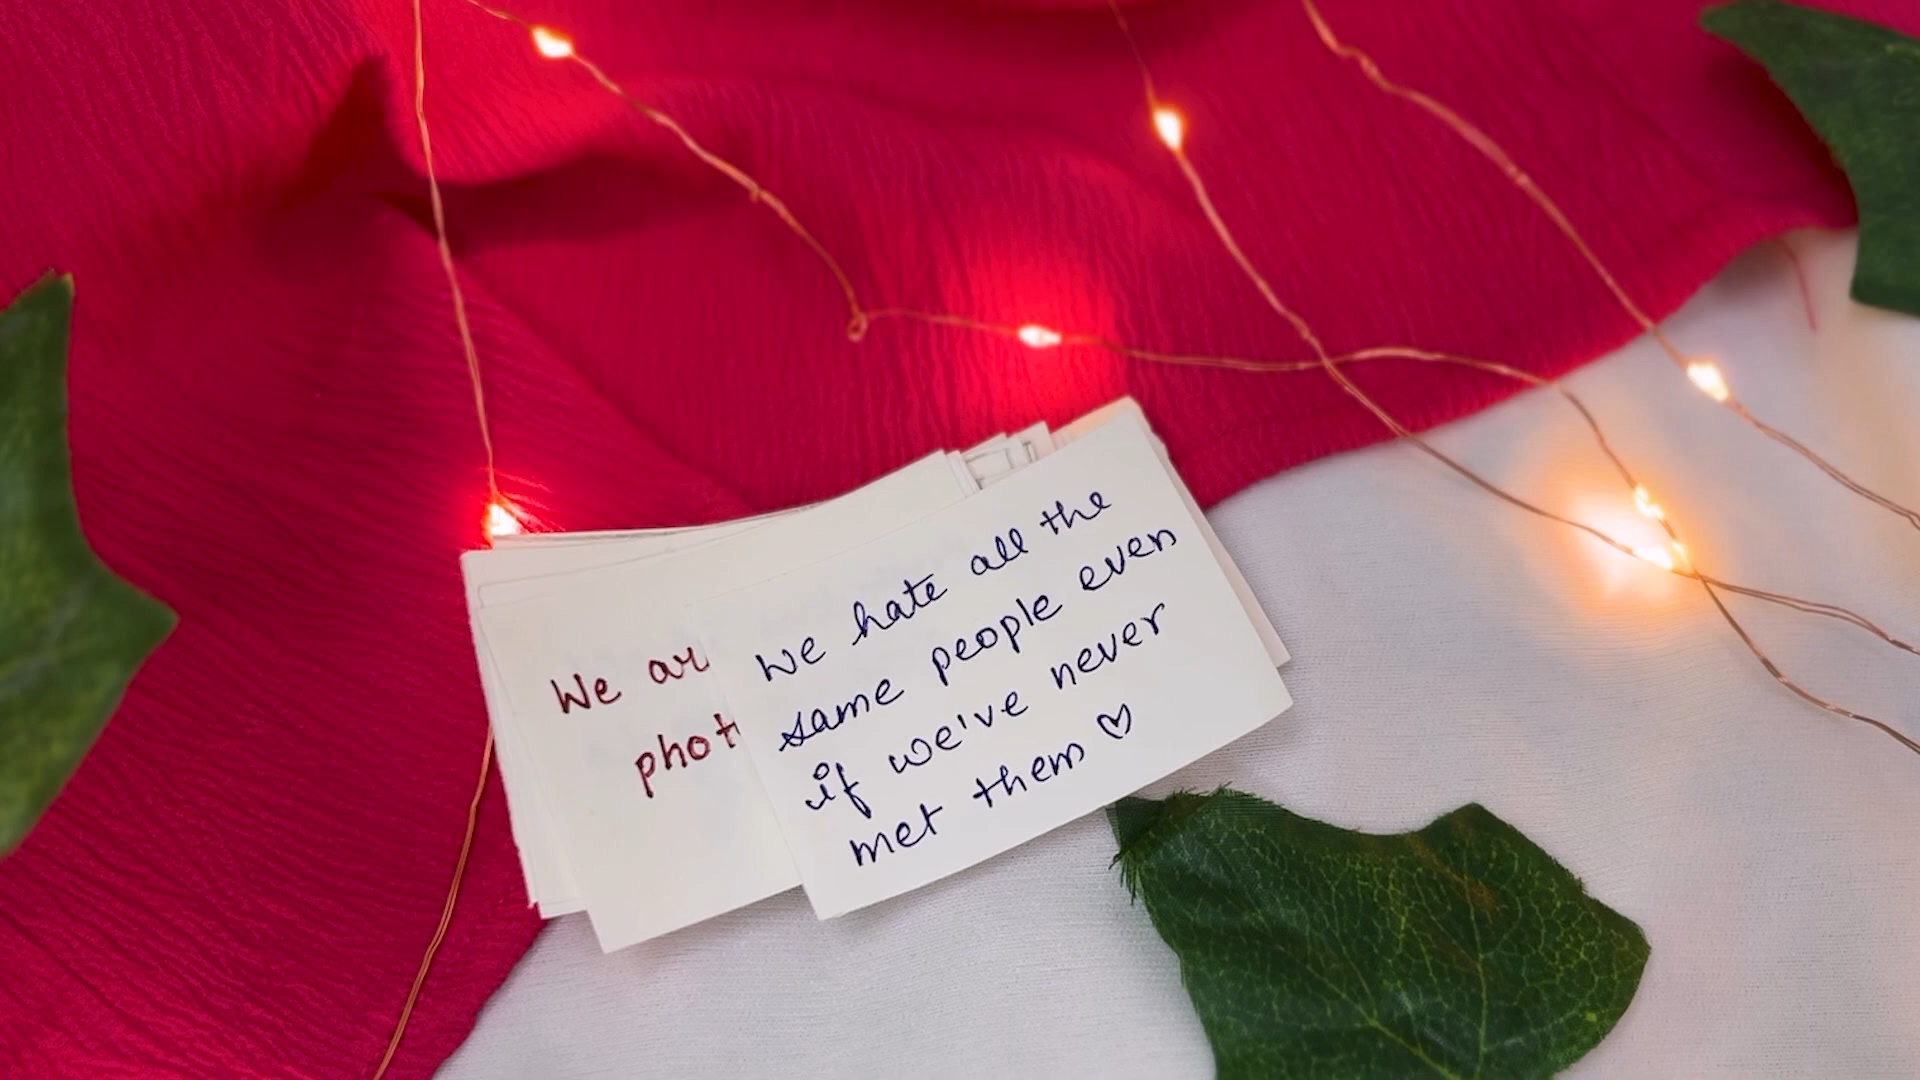 We hate all the
same people even
if we've never
met them ♡
We ar
phot